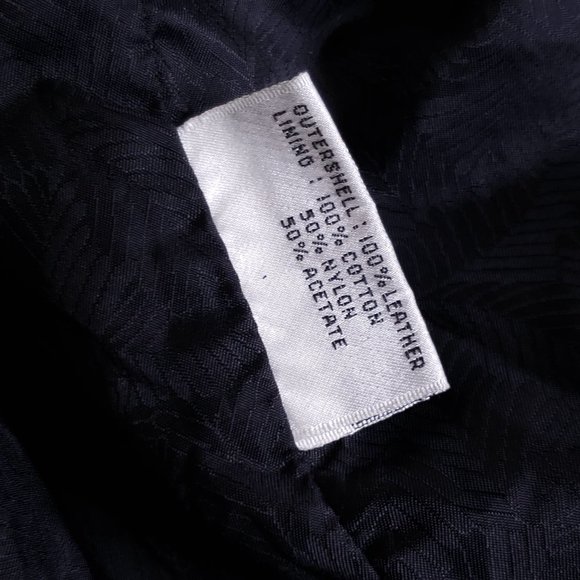 OUTERSHELL : 100% LEATHER
LINING : 100% COTTON
50% NYLON
50% ACETATE